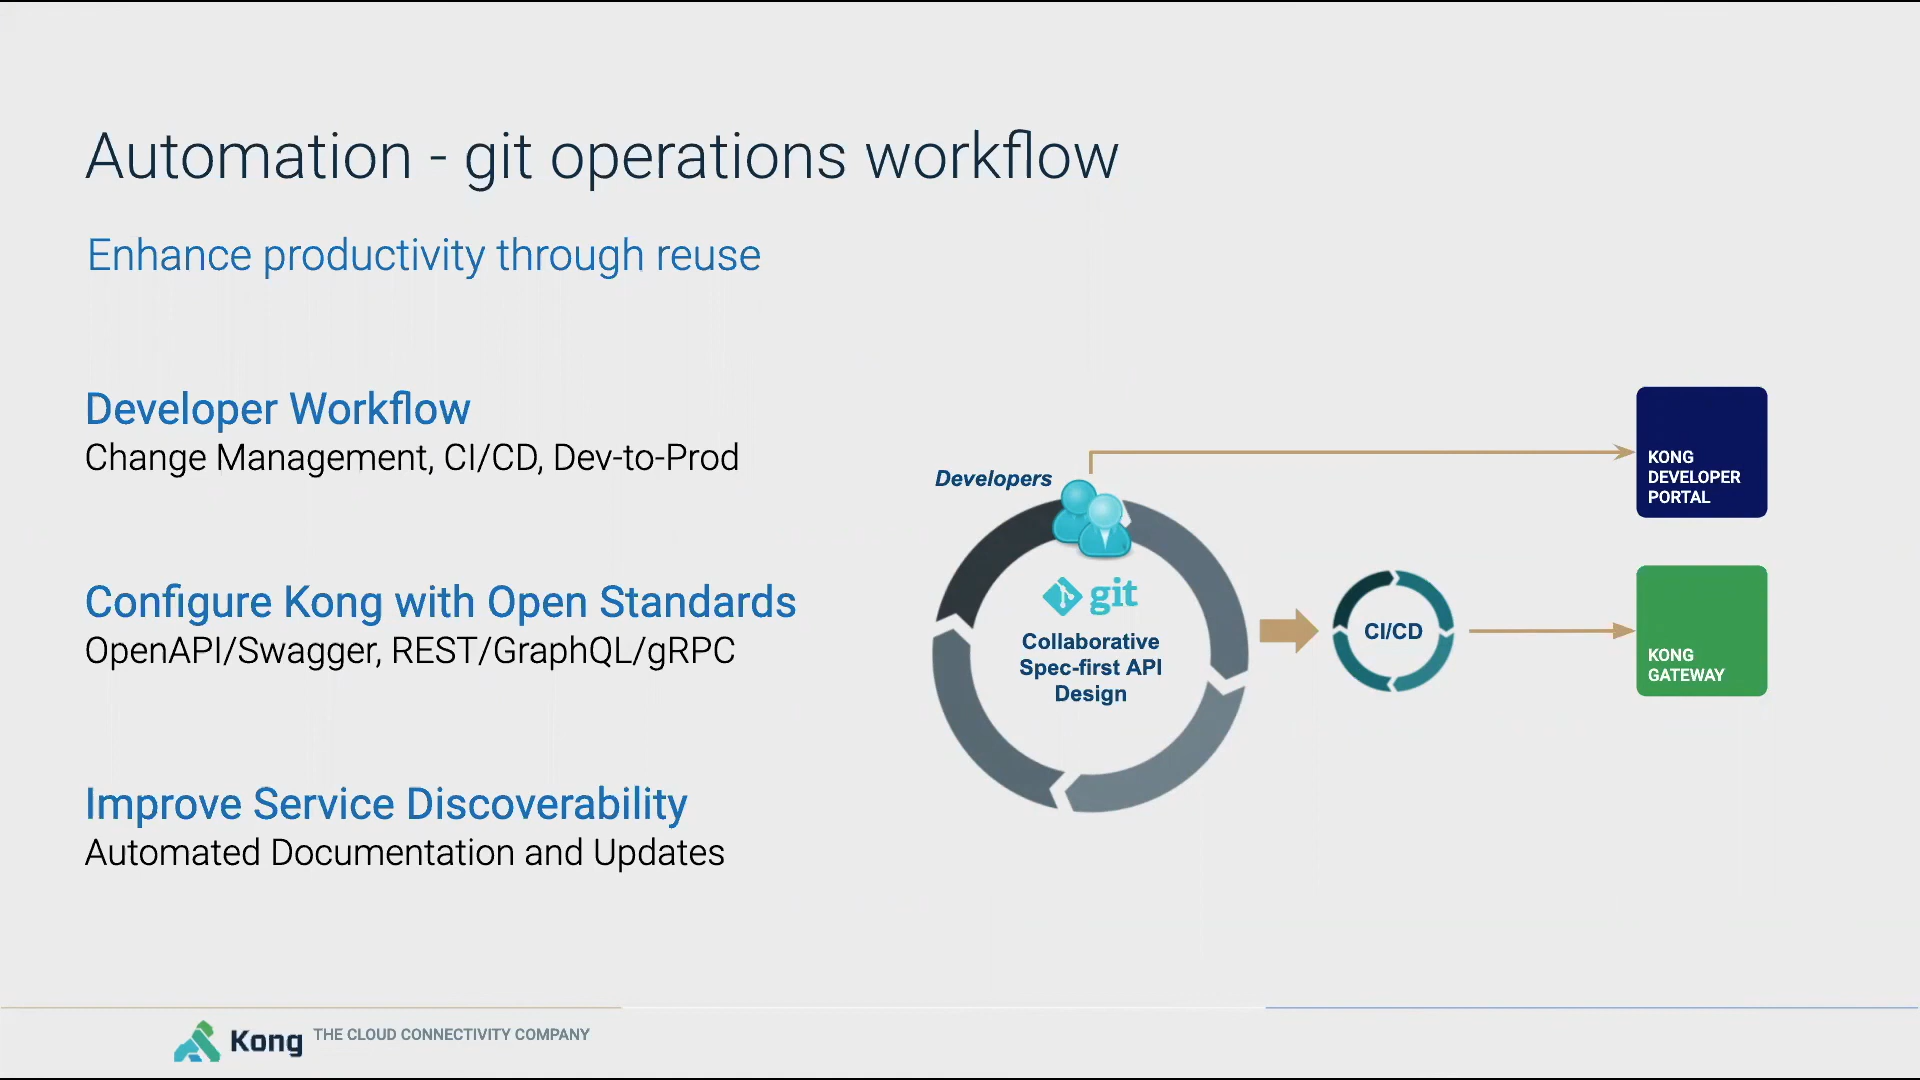 Automation - git operations workflow
Enhance productivity through reuse
Developer Workflow
Change Management, CI/CD, Dev-to-Prod
Configure Kong with Open Standards
OpenAPI/Swagger, REST/GraphQL/gRPC
Improve Service Discoverability
Automated Documentation and Updates
Developers
git
Collaborative
Spec-first API
Design
CI/CD
KONG
DEVELOPER
PORTAL
KONG
GATEWAY
Kong THE CLOUD CONNECTIVITY COMPANY